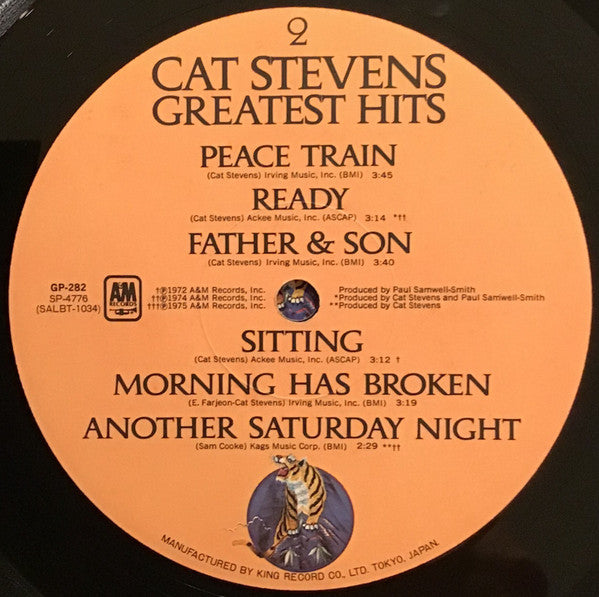 2
CAT STEVENS
GREATEST HITS
PEACE TRAIN
(Cat Stevens) Irving Music, Inc. (BMI) 3:45
READY
(Cat Stevens) Ackee Music, Inc. (ASCAP) 3:14 *††
FATHER & SON
(Cat Stevens) Irving Music, Inc. (BMI) 3:40
GP-282
SP-4776
(SALBT-1034)
A&M
RECORDS
†℗1972 A&M Records, Inc.
††℗1974 A&M Records, Inc.
†††℗1975 A&M Records, Inc.
Produced by Paul Samwell-Smith
*Produced by Cat Stevens and Paul Samwell-Smith
**Produced by Cat Stevens
SITTING
(Cat Stevens) Ackee Music, Inc. (ASCAP) 3:12 †
MORNING HAS BROKEN
(E. Farjeon-Cat Stevens) Irving Music, Inc. (BMI) 3:19
ANOTHER SATURDAY NIGHT
(Sam Cooke) Kags Music Corp. (BMI) 2:29 **††
MANUFACTURED BY KING RECORD CO., LTD. TOKYO, JAPAN.